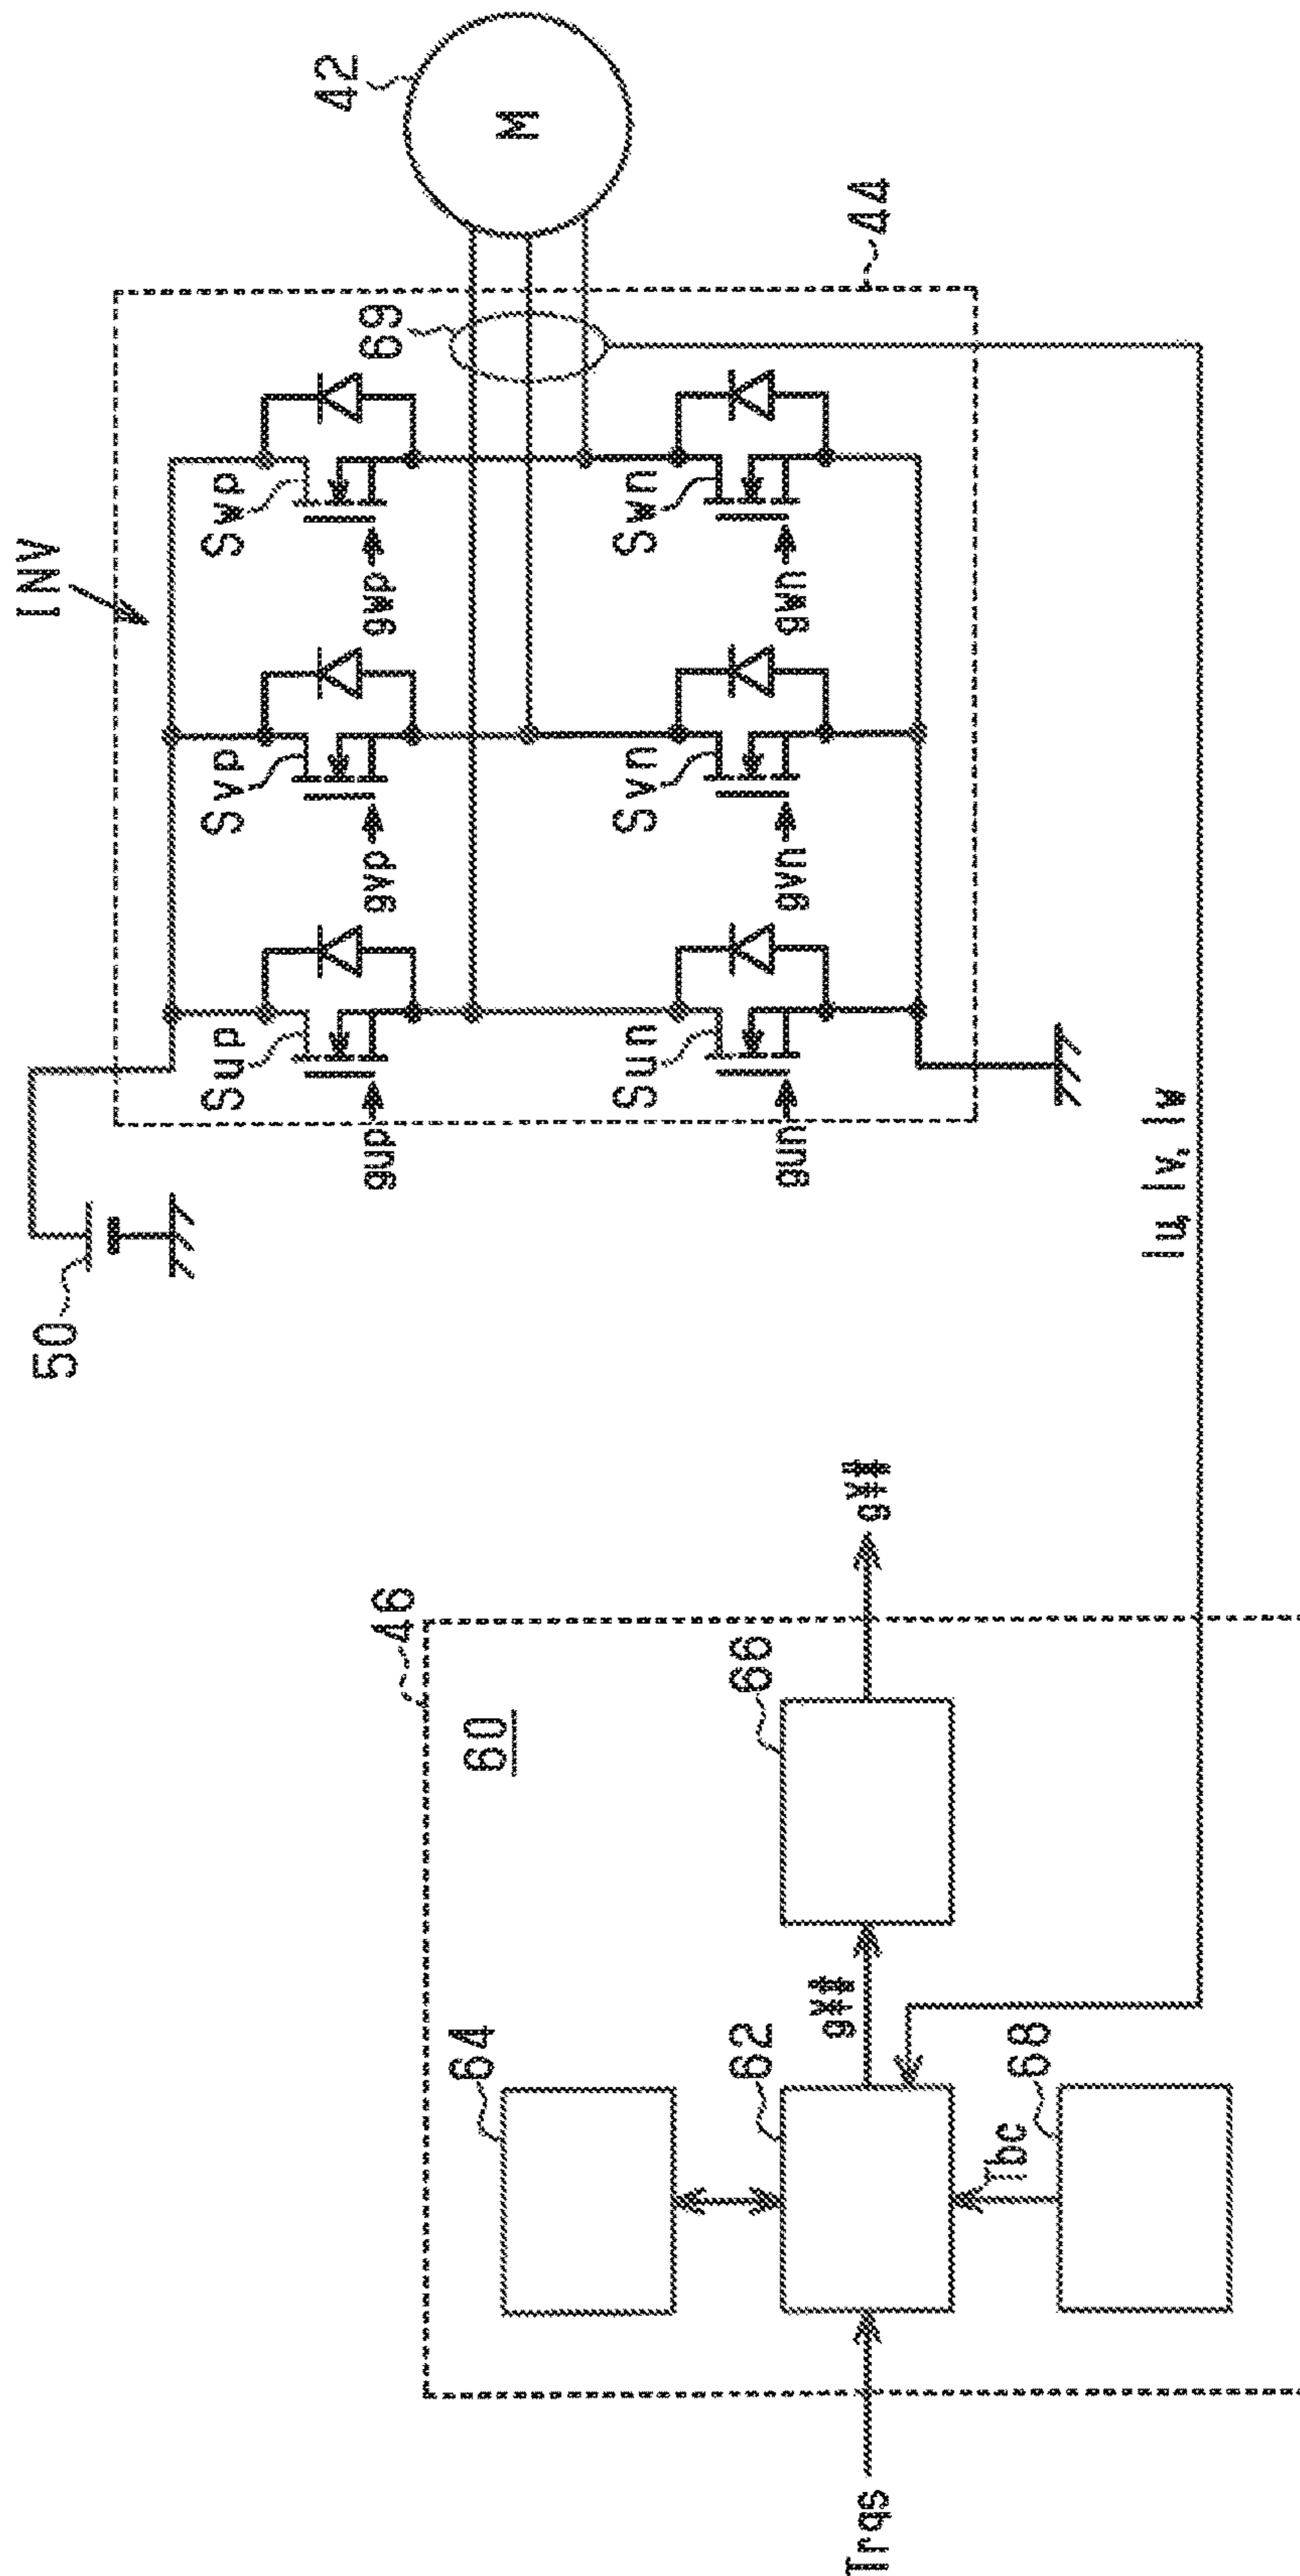 INV
50
Sup
Svp
Swp
69
42
M
gup
gvp
gwp
Sun
Svn
Swn
gun
gvn
gwn
44
46
60
64
66
62
g¥#
g¥#
Trqs
Tbc
68
Iu, Iv, Iw